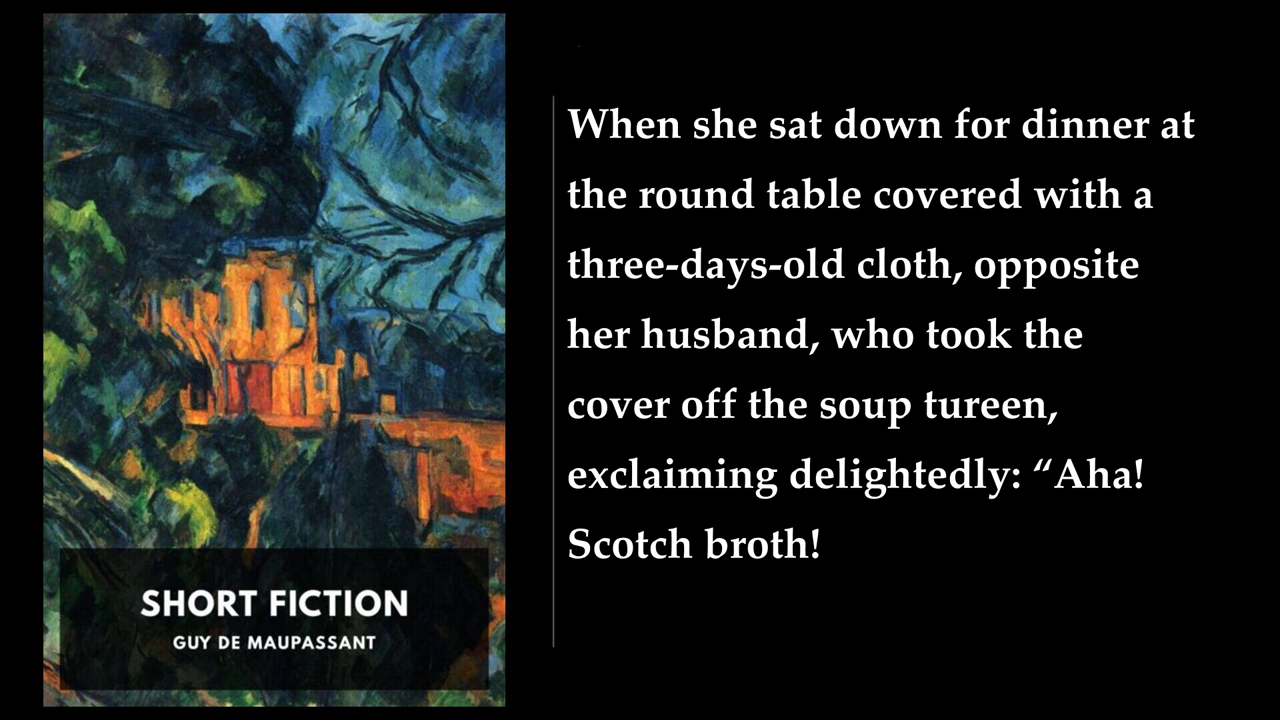 When she sat down for dinner at
the round table covered with a
three-days-old cloth, opposite
her husband, who took the
cover off the soup tureen,
exclaiming delightedly: “Aha!
Scotch broth!
SHORT FICTION
GUY DE MAUPASSANT